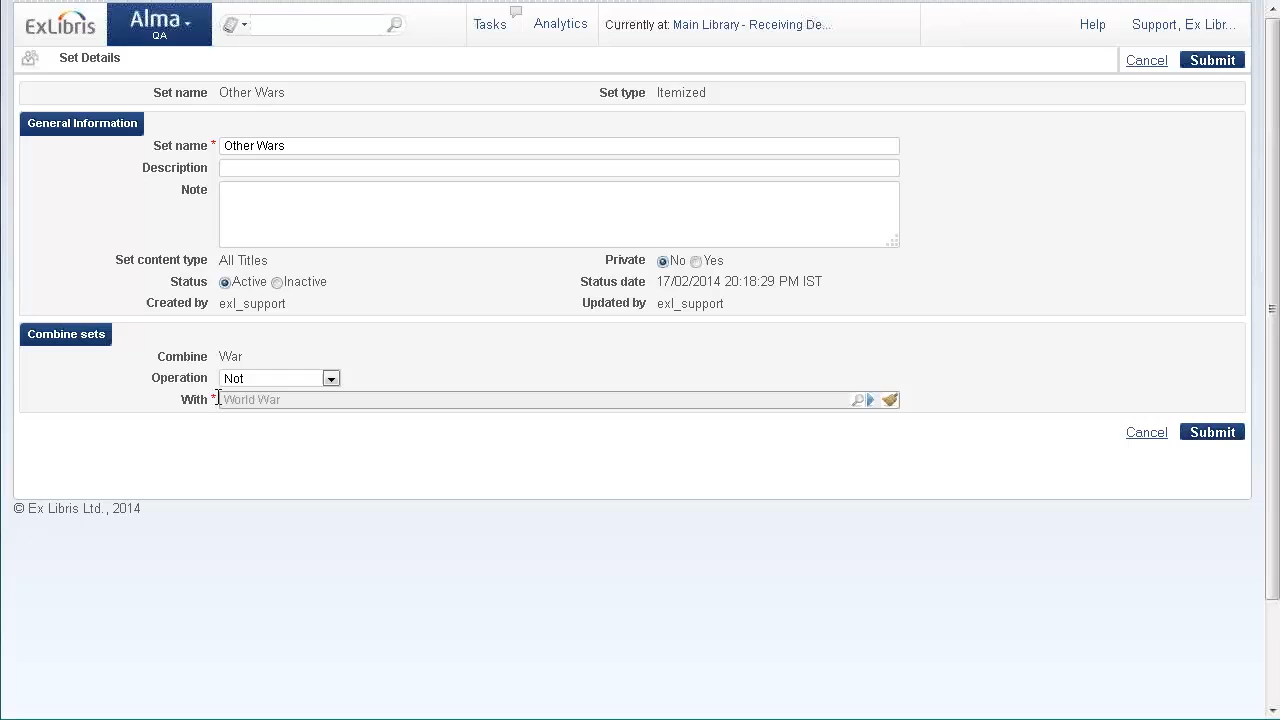 ExLibris Alma QA Tasks Analytics Currently at: Main Library - Reading De... Help Support, Ex Libr...
Set Details Cancel Submit
Set name Other Wars Set type Itemized
General Information
Set name * Other Wars
Description
Note
Set content type All Titles Private No Yes
Status Active Inactive Status date 17/02/2014 20:18:29 PM IST
Created by exl_support Updated by exl_support
Combine sets
Combine War
Operation Not
With * World War
Cancel Submit
© Ex Libris Ltd., 2014